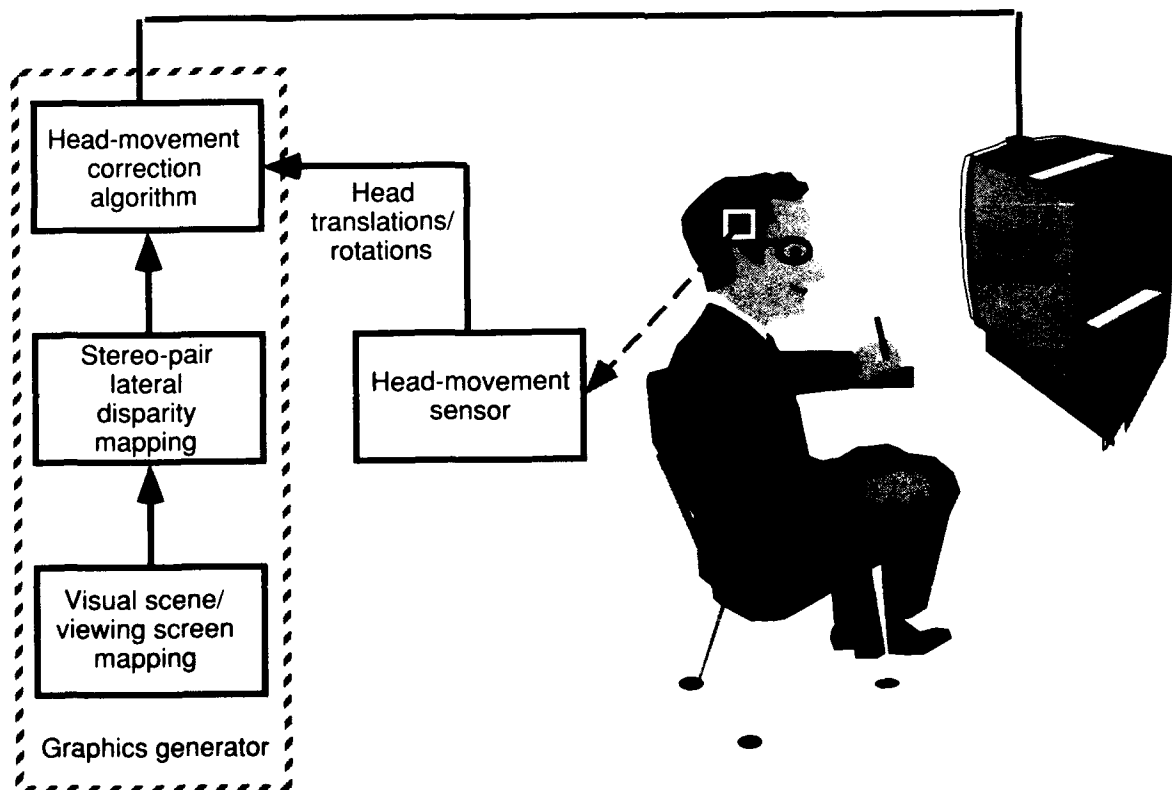 Head-movement
correction
algorithm
Head
translations/
rotations
Stereo-pair
lateral
disparity
mapping
Head-movement
sensor
Visual scene/
viewing screen
mapping
Graphics generator